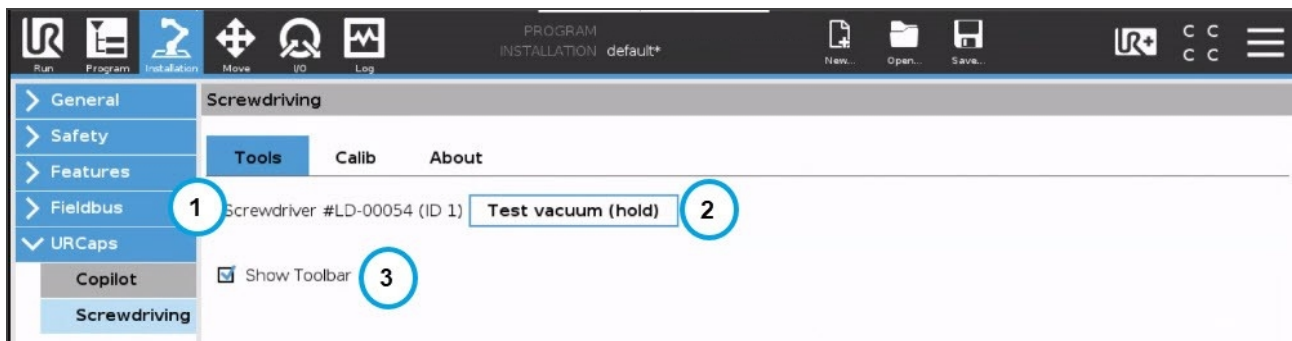 PROGRAM
INSTALLATION default*
UR+
C C
C C
UR
Run Program Installation Move I/O Log New... Open... Save...
General
Safety
Features
Fieldbus
URCaps
Copilot
Screwdriving
Screwdriving
Tools Calib About
1
Screwdriver #LD-00054 (ID 1) Test vacuum (hold)
2
Show Toolbar
3